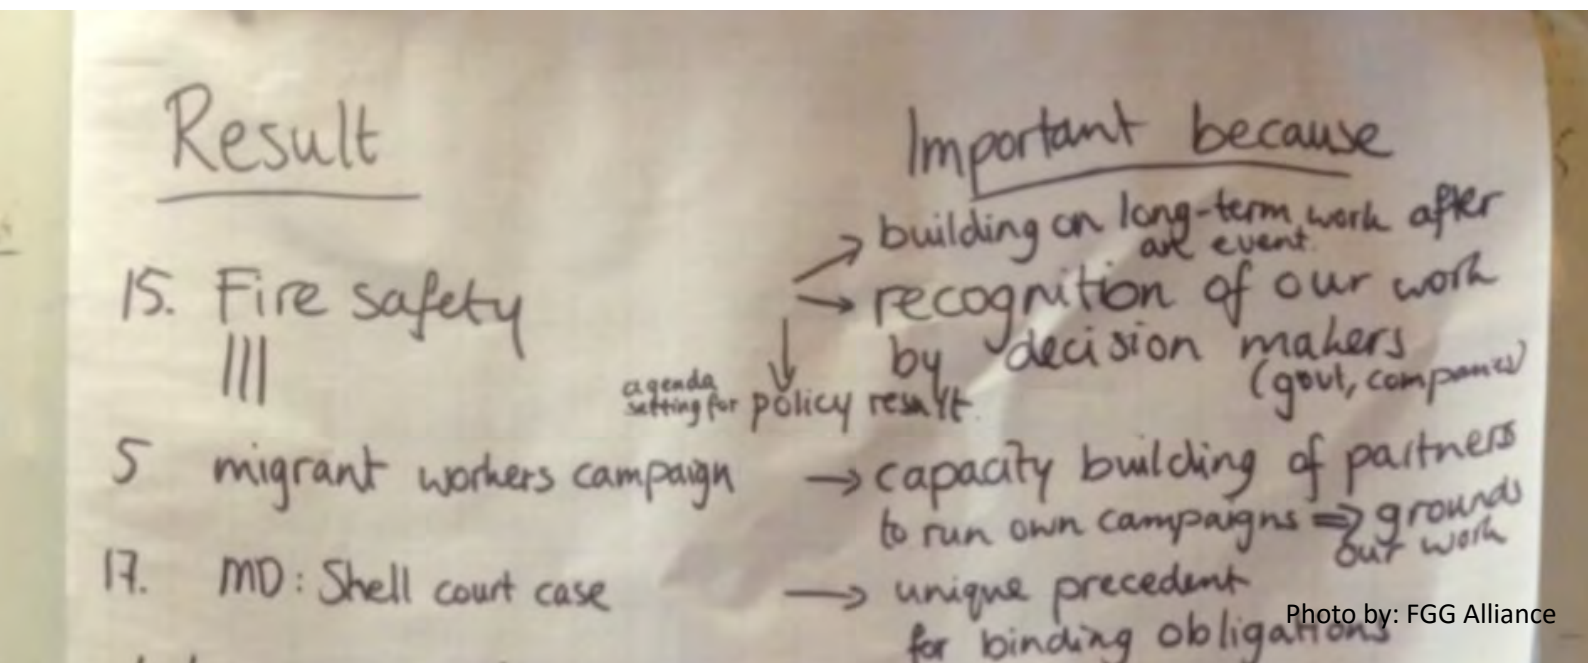 Result
Important because
15. Fire safety
|||
→ building on long-term work after
an event.
→ recognition of our work
by decision makers
(govt, companies)
↓
agenda
setting for policy result.
5 migrant workers campaign → capacity building of partners
to run own campaigns ⇒ grounds
our work
17. MD: Shell court case → unique precedent
for binding obligations
Photo by: FGG Alliance